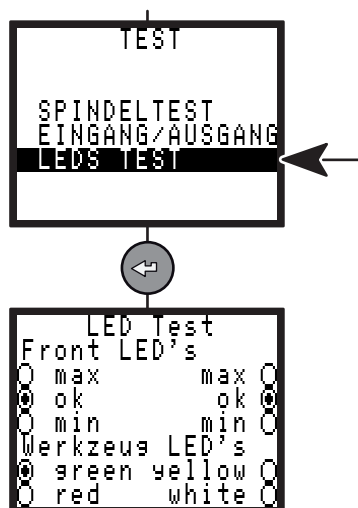 TEST
SPINDELTEST
EINGANG/AUSGANG
LEDS TEST
LED Test
Front LED's
max max
ok ok
min min
Werkzeug LED's
green yellow
red white